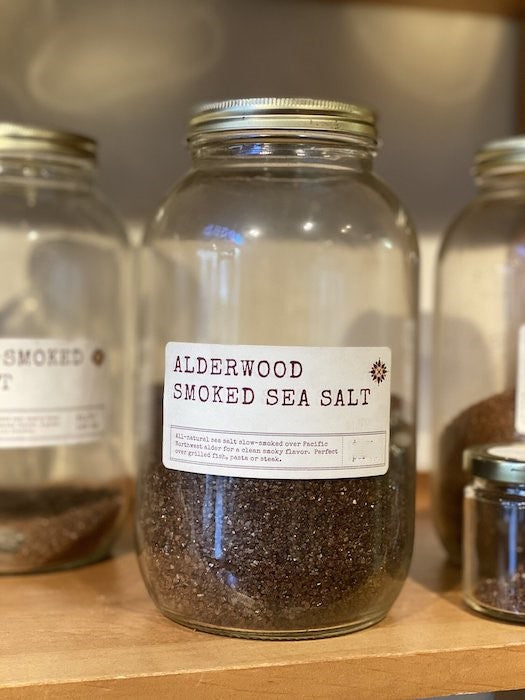 SMOKED
T
ALDERWOOD
SMOKED SEA SALT
All-natural sea salt slow-smoked over Pacific
Northwest alder for a clean smoky flavor. Perfect
over grilled fish, pasta or steak.